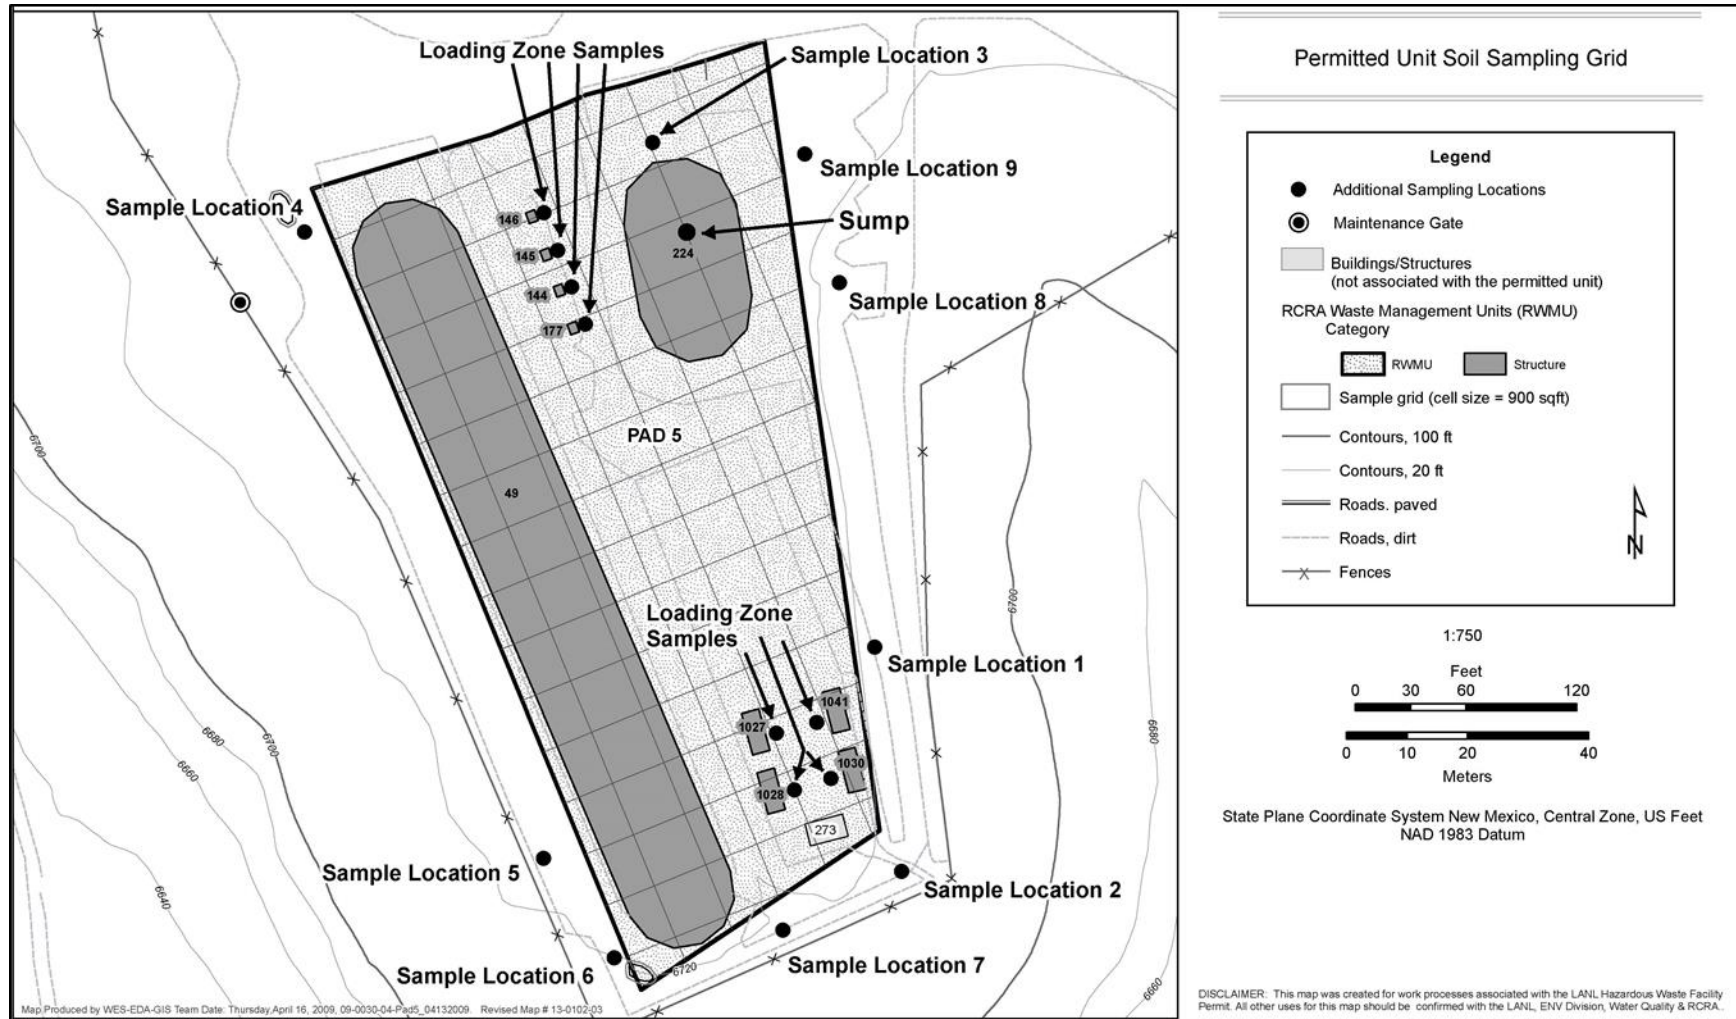 Loading Zone Samples
Sample Location 3
Sample Location 9
Sample Location 4
146
Sump
145
224
144
Sample Location 8
177
6700
PAD 5
49
Loading Zone
Samples
6700
Sample Location 1
1041
1027
6680
6680
6700
1030
6660
1028
273
Sample Location 5
Sample Location 2
6640
Sample Location 7
Sample Location 6
6720
6660
Map Produced by WES-EDA-GIS Team Date: Thursday,April 16, 2009, 09-0030-04-Pad5_04132009. Revised Map # 13-0102-03
Permitted Unit Soil Sampling Grid
Legend
Additional Sampling Locations
Maintenance Gate
Buildings/Structures
(not associated with the permitted unit)
RCRA Waste Management Units (RWMU)
Category
RWMU Structure
Sample grid (cell size = 900 sqft)
Contours, 100 ft
Contours, 20 ft
Roads. paved
Roads, dirt
Fences
N
1:750
Feet
0 30 60 120
0 10 20 40
Meters
State Plane Coordinate System New Mexico, Central Zone, US Feet
NAD 1983 Datum
DISCLAIMER: This map was created for work processes associated with the LANL Hazardous Waste Facility
Permit. All other uses for this map should be confirmed with the LANL, ENV Division, Water Quality & RCRA.